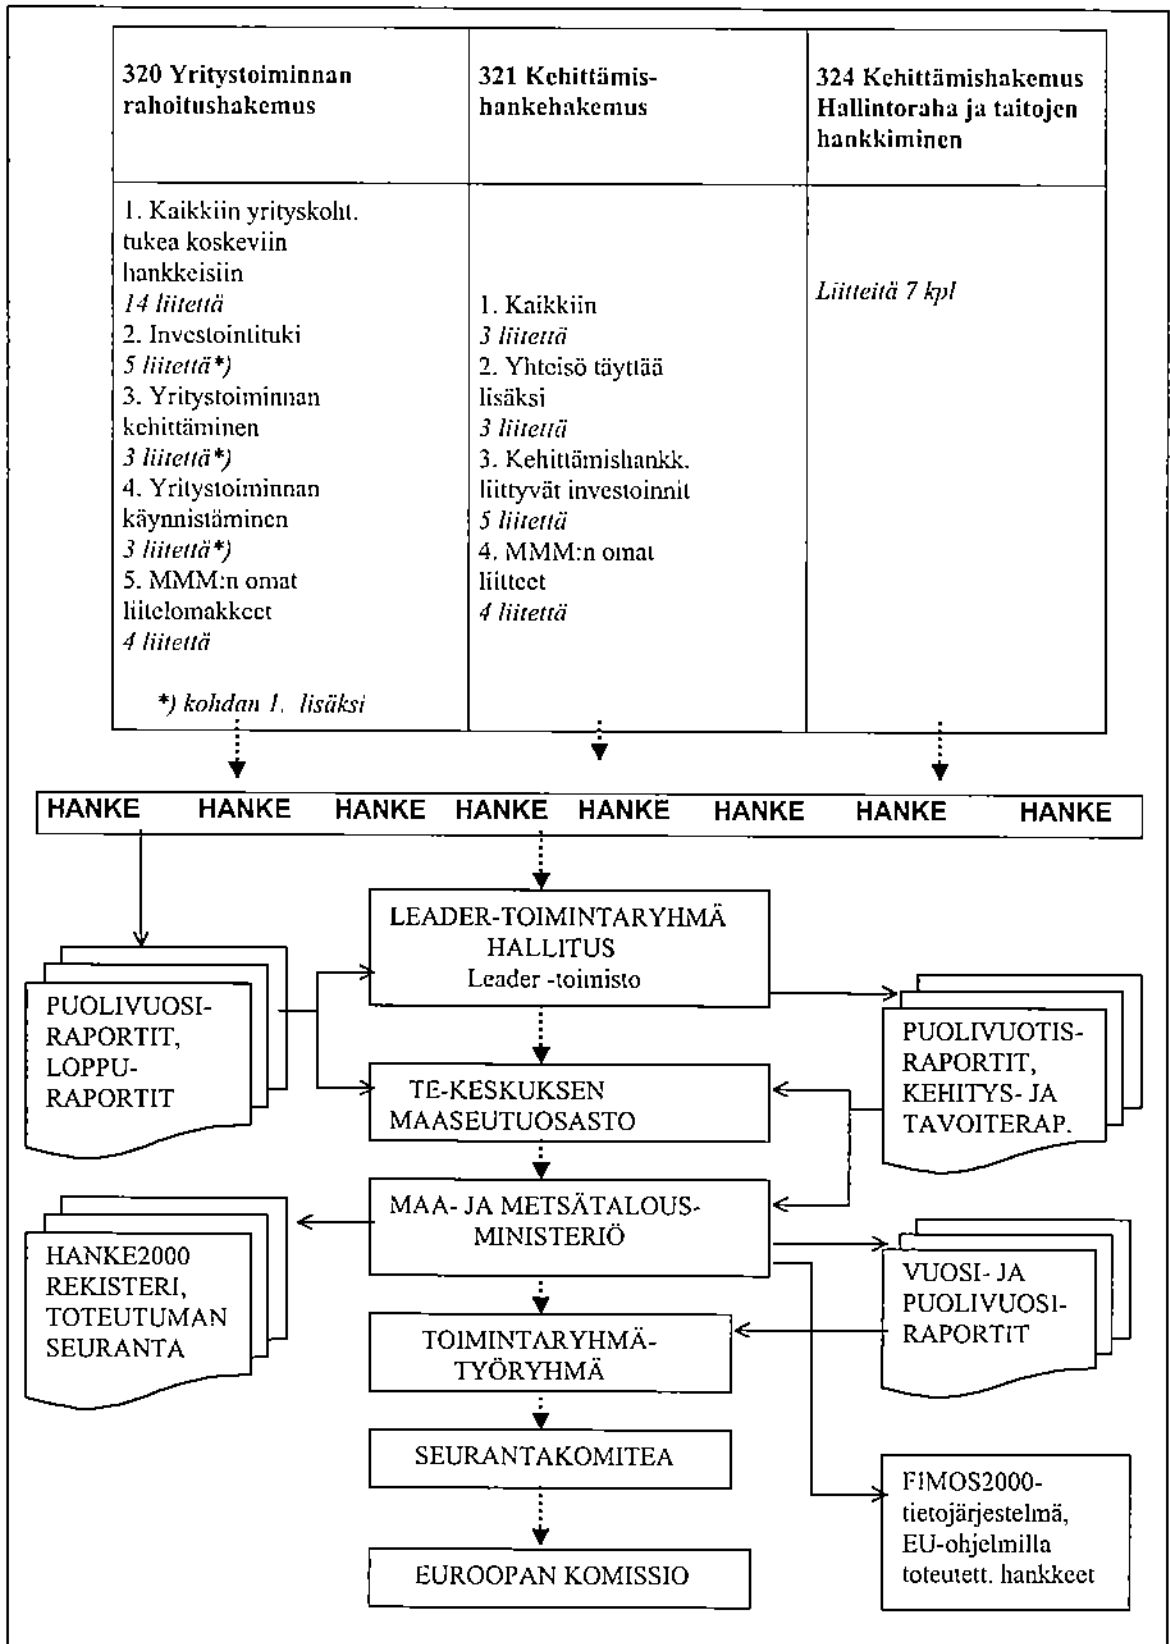 320 Yritystoiminnan
rahoitushakemus
321 Kehittämis-
hankehakemus
324 Kehittämishakemus
Hallintoraha ja taitojen
hankkiminen
1. Kaikkiin yrityskoht.
tukea koskeviin
hankkeisiin
14 liitettä
2. Investointituki
5 liitettä*)
3. Yritystoiminnan
kehittäminen
3 liitettä*)
4. Yritystoiminnan
käynnistäminen
3 liitettä*)
5. MMM:n omat
liitelomakkeet
4 liitettä
*) kohdan 1. lisäksi
1. Kaikkiin
3 liitettä
2. Yhteisö täyttää
lisäksi
3 liitettä
3. Kehittämishankk.
liittyvät investoinnit
5 liitettä
4. MMM:n omat
liitteet
4 liitettä
Liitteitä 7 kpl
HANKE HANKE HANKE HANKE HANKE HANKE HANKE HANKE
LEADER-TOIMINTARYHMÄ
HALLITUS
Leader -toimisto
PUOLIVUOSI-
RAPORTIT,
LOPPU-
RAPORTIT
PUOLIVUOTIS-
RAPORTIT,
KEHITYS- JA
TAVOITERAP.
TE-KESKUKSEN
MAASEUTUOSASTO
MAA- JA METSÄTALOUS-
MINISTERIÖ
HANKE2000
REKISTERI,
TOTEUTUMAN
SEURANTA
VUOSI- JA
PUOLIVUOSI-
RAPORTIT
TOIMINTARYHMÄ-
TYÖRYHMÄ
SEURANTAKOMITEA
FIMOS2000-
tietojärjestelmä,
EU-ohjelmilla
toteutett. hankkeet
EUROOPAN KOMISSIO